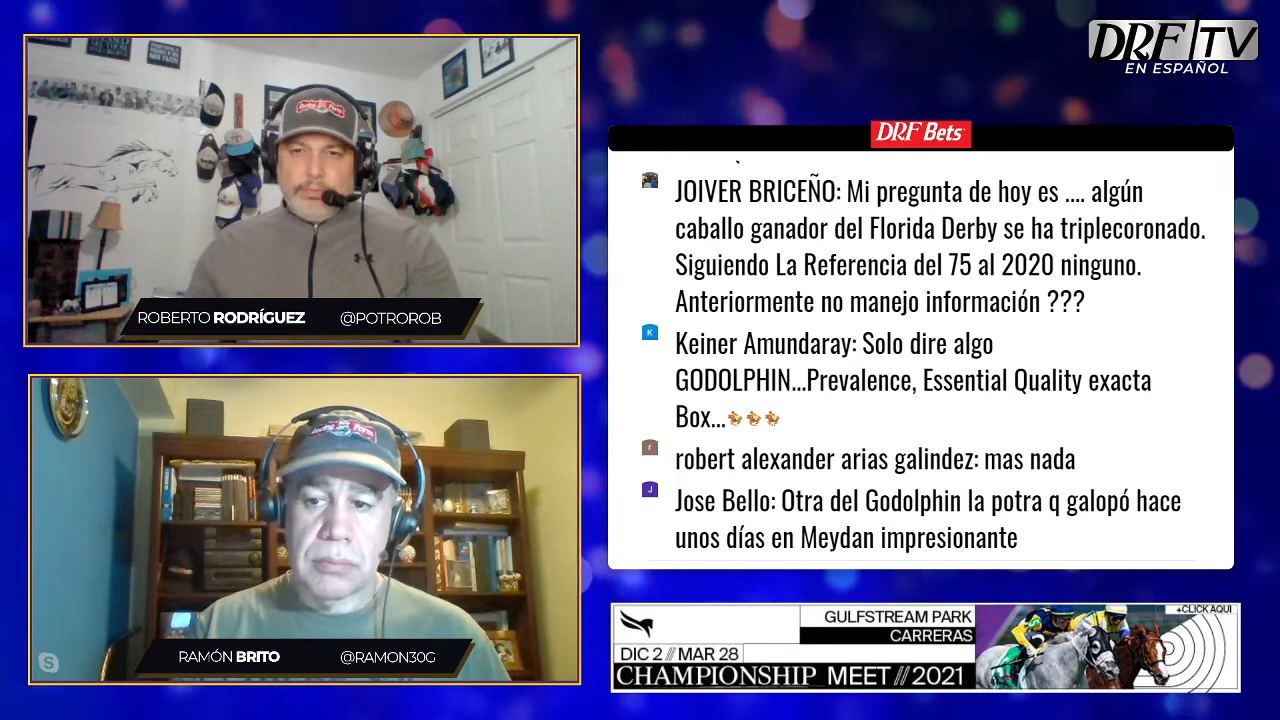 DRF TV
EN ESPAÑOL
DRF Bets
JOIVER BRICEÑO: Mi pregunta de hoy es .... algún
caballo ganador del Florida Derby se ha triplecoronado.
Siguiendo La Referencia del 75 al 2020 ninguno.
Anteriormente no manejo información ???
K
Keiner Amundaray: Solo dire algo
GODOLPHIN...Prevalence, Essential Quality exacta
Box...
r
robert alexander arias galindez: mas nada
J
Jose Bello: Otra del Godolphin la potra q galopó hace
unos días en Meydan impresionante
ROBERTO RODRÍGUEZ @POTROROB
RAMÓN BRITO @RAMON30G
GULFSTREAM PARK
CARRERAS
DIC 2 // MAR 28
CHAMPIONSHIP MEET // 2021
+CLICK AQUI